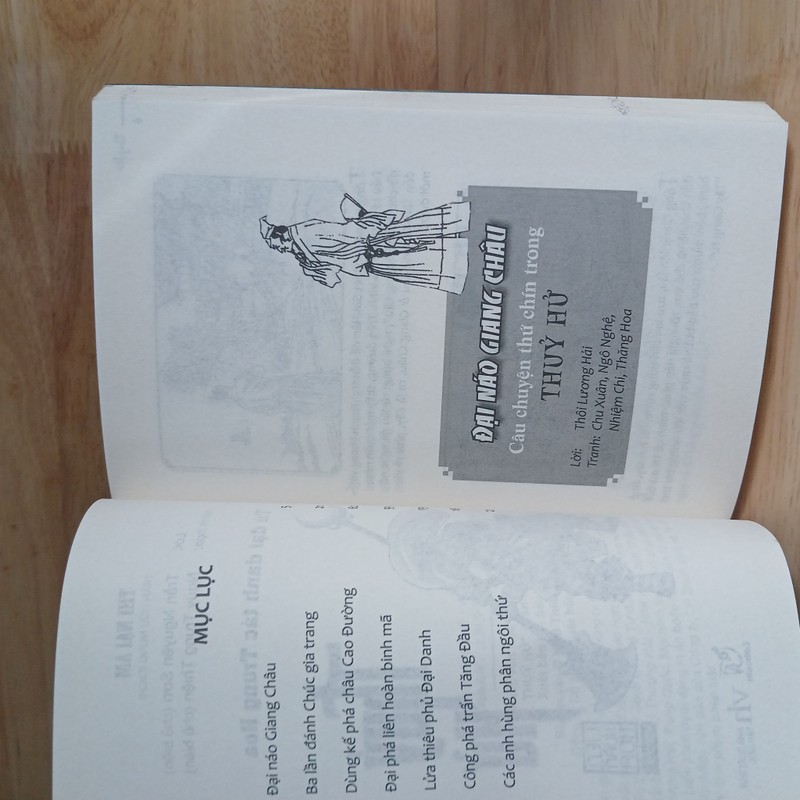 MỤC LỤC
Đại náo Giang Châu
Ba lần đánh Chúc gia trang
Dùng kế phá châu Cao Đường
Đại phá liên hoàn binh mã
Lửa thiêu phủ Đại Danh
Công phá trấn Tăng Đầu
Các anh hùng phân ngôi thứ
ĐẠI NÁO GIANG CHÂU
Câu chuyện thứ chín trong
THUỶ HỬ
Lời: Thôi Lương Hải
Tranh: Chu Xuân, Ngô Nghệ,
Nhiệm Chi, Thăng Hoa